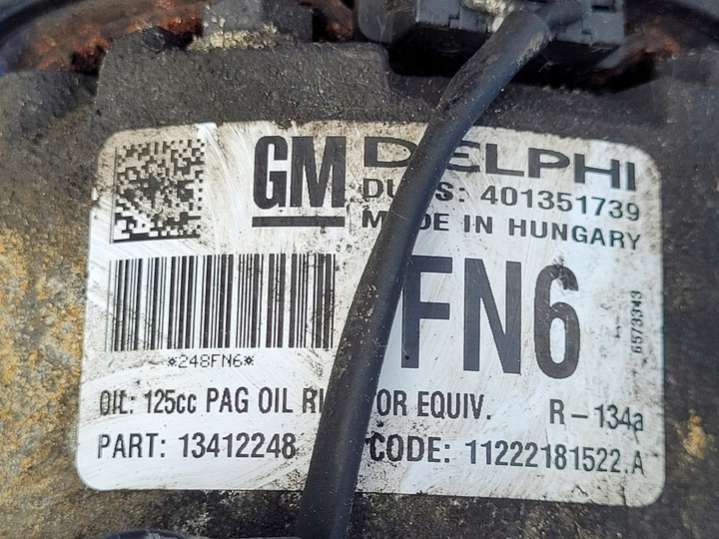 GM DELPHI
401351739
MADE IN HUNGARY
FN6
*248FN6*
6573343
OIL: 125cc PAG OIL OR EQUIV. R-134a
PART: 13412248 CODE: 11222181522.A